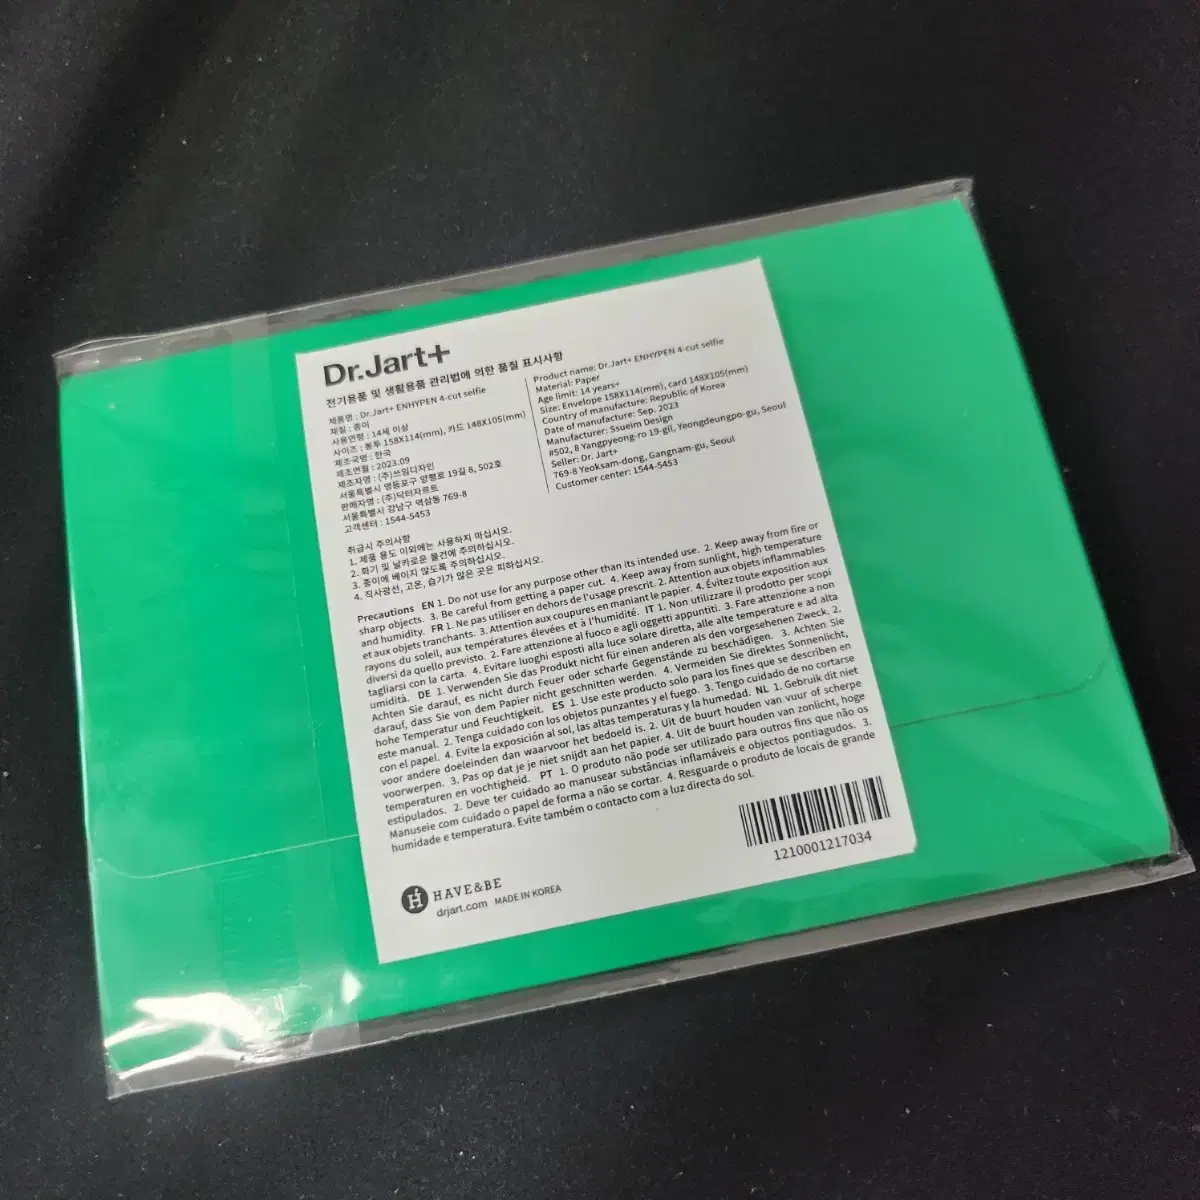 Dr.Jart+
전기용품 및 생활용품 관리법에 의한 품질 표시사항
제품명 : Dr.Jart+ ENHYPEN 4-cut selfie
재질 : 종이
사용연령 : 14세 이상
사이즈 : 봉투 158X114(mm), 카드 148X105(mm)
제조국명 : 한국
제조연월 : 2023.09
제조자명 : (주)쓰임디자인
서울특별시 영등포구 양평로 19길 8, 502호
판매자명 : (주)닥터자르트
서울특별시 강남구 역삼동 769-8
고객센터 : 1544-5453
Product name: Dr.Jart+ ENHYPEN 4-cut selfie
Material: Paper
Age limit: 14 years+
Size: Envelope 158X114(mm), card 148X105(mm)
Country of manufacture: Republic of Korea
Date of manufacture: Sep. 2023
Manufacturer: Ssueim Design
#502, 8 Yangpyeong-ro 19-gil, Yeongdeungpo-gu, Seoul
Seller: Dr. Jart+
769-8 Yeoksam-dong, Gangnam-gu, Seoul
Customer center: 1544-5453
취급시 주의사항
1. 제품 용도 이외에는 사용하지 마십시오.
2. 화기 및 날카로운 물건에 주의하십시오.
3. 종이에 베이지 않도록 주의하십시오.
4. 직사광선, 고온, 습기가 많은 곳은 피하십시오.
Precautions EN 1. Do not use for any purpose other than its intended use. 2. Keep away from fire or
sharp objects. 3. Be careful from getting a paper cut. 4. Keep away from sunlight, high temperature
and humidity. FR 1. Ne pas utiliser en dehors de l'usage prescrit. 2. Attention aux objets inflammables
et aux objets tranchants. 3. Attention aux coupures en maniant le papier. 4. Évitez toute exposition aux
rayons du soleil, aux températures élevées et à l'humidité. IT 1. Non utilizzare il prodotto per scopi
diversi da quello previsto. 2. Fare attenzione al fuoco e agli oggetti appuntiti. 3. Fare attenzione a non
tagliarsi con la carta. 4. Evitare luoghi esposti alla luce solare diretta, alle alte temperature e ad alta
umidità. DE 1. Verwenden Sie das Produkt nicht für einen anderen als den vorgesehenen Zweck. 2.
Achten Sie darauf, es nicht durch Feuer oder scharfe Gegenstände zu beschädigen. 3. Achten Sie
darauf, dass Sie von dem Papier nicht geschnitten werden. 4. Vermeiden Sie direktes Sonnenlicht,
hohe Temperatur und Feuchtigkeit. ES 1. Use este producto solo para los fines que se describen en
este manual. 2. Tenga cuidado con los objetos punzantes y el fuego. 3. Tengo cuidado de no cortarse
con el papel. 4. Evite la exposición al sol, las altas temperaturas y la humedad. NL 1. Gebruik dit niet
voor andere doeleinden dan waarvoor het bedoeld is. 2. Uit de buurt houden van vuur of scherpe
voorwerpen. 3. Pas op dat je je niet snijdt aan het papier. 4. Uit de buurt houden van zonlicht, hoge
temperaturen en vochtigheid. PT 1. O produto não pode ser utilizado para outros fins que não os
estipulados. 2. Deve ter cuidado ao manusear substâncias inflamáveis e objectos pontiagudos. 3.
Manuseie com cuidado o papel de forma a não se cortar. 4. Resguarde o produto de locais de grande
humidade e temperatura. Evite também o contacto com a luz directa do sol.
1210001217034
H HAVE&BE
drjart.com MADE IN KOREA